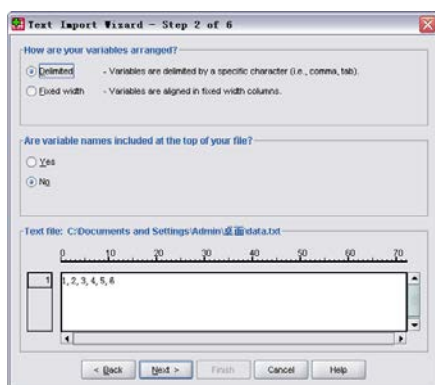 Text Import Wizard - Step 2 of 6
How are your variables arranged?
Delimited - Variables are delimited by a specific character (i.e., comma, tab).
Fixed width - Variables are aligned in fixed width columns.
Are variable names included at the top of your file?
Yes
No
Text file: C:\Documents and Settings\Admin\桌面\data.txt
0 10 20 30 40 50 60 70
1 1, 2, 3, 4, 5, 6
< Back Next > Finish Cancel Help